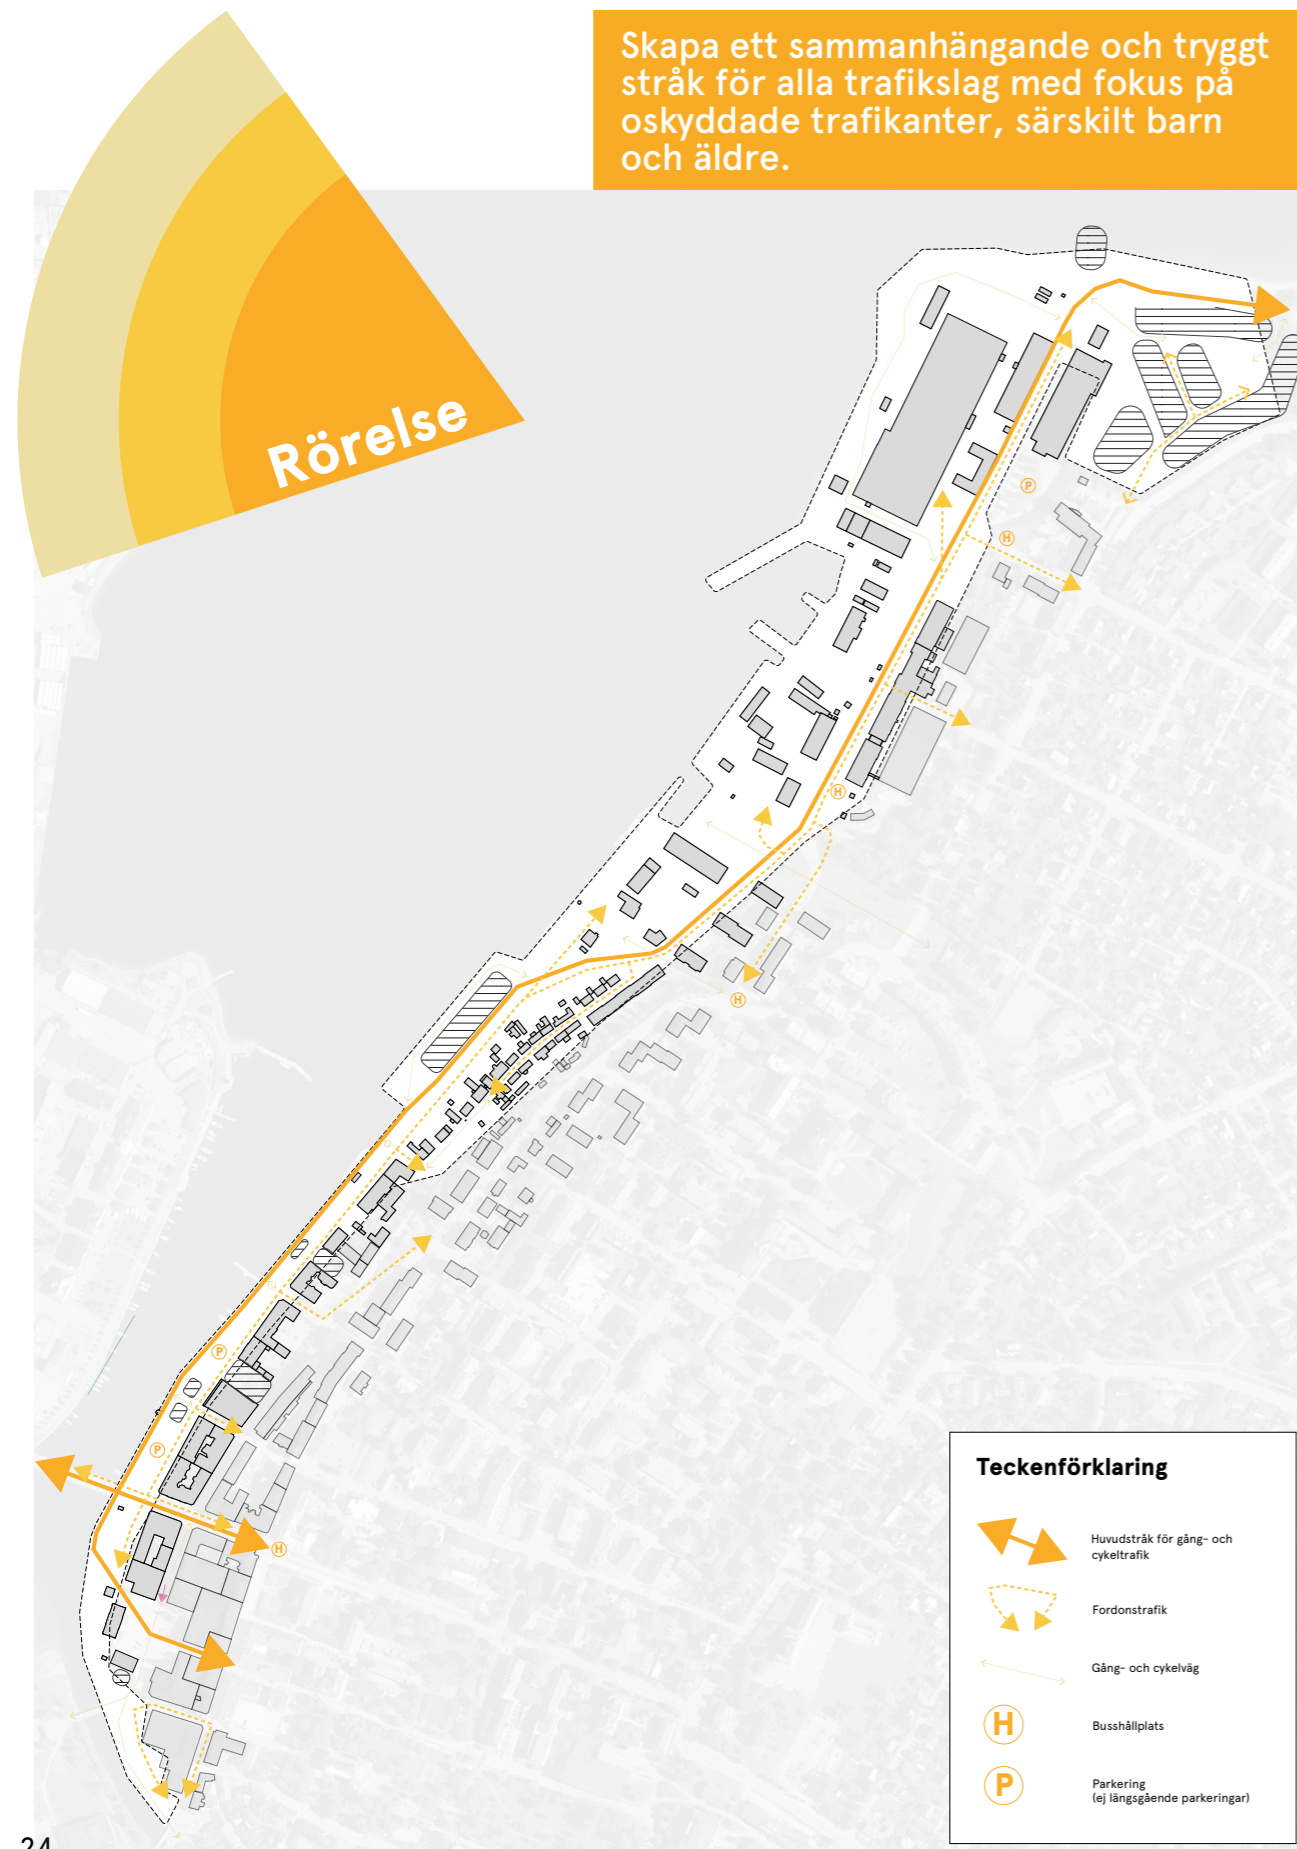 Skapa ett sammanhängande och tryggt
stråk för alla trafikslag med fokus på
oskyddade trafikanter, särskilt barn
och äldre.
Rörelse
P
H
H
H
P
P
H
Teckenförklaring
Huvudstråk för gång- och
cykeltrafik
Fordonstrafik
Gång- och cykelväg
H
Busshållplats
P
Parkering
(ej längsgående parkeringar)
24